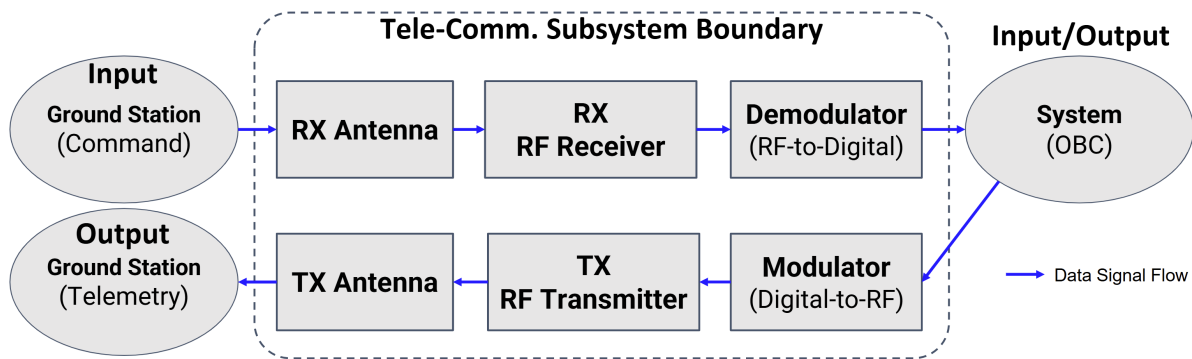 Tele-Comm. Subsystem Boundary
Input/Output
Input
Ground Station
(Command)
RX Antenna
RX
RF Receiver
Demodulator
(RF-to-Digital)
System
(OBC)
Output
Ground Station
(Telemetry)
TX Antenna
TX
RF Transmitter
Modulator
(Digital-to-RF)
Data Signal Flow